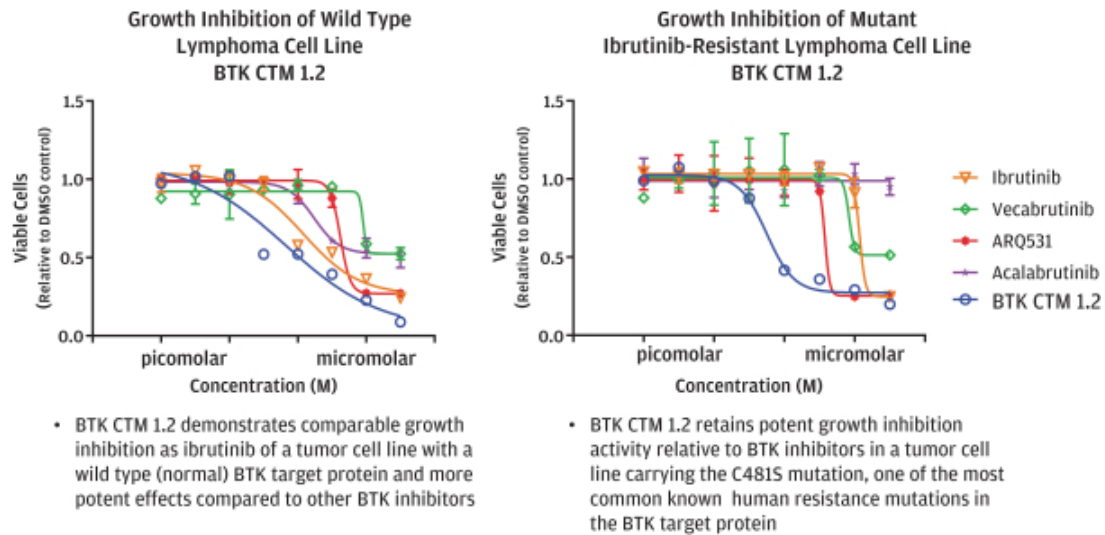 Growth Inhibition of Wild Type
Lymphoma Cell Line
BTK CTM 1.2
Viable Cells
(Relative to DMSO control)
1.5
1.0
0.5
0.0
picomolar
micromolar
Concentration (M)
• BTK CTM 1.2 demonstrates comparable growth
inhibition as ibrutinib of a tumor cell line with a
wild type (normal) BTK target protein and more
potent effects compared to other BTK inhibitors
Growth Inhibition of Mutant
Ibrutinib-Resistant Lymphoma Cell Line
BTK CTM 1.2
Viable Cells
(Relative to DMSO control)
1.5
1.0
0.5
0.0
picomolar
micromolar
Concentration (M)
Ibrutinib
Vecabrutinib
ARQ531
Acalabrutinib
BTK CTM 1.2
• BTK CTM 1.2 retains potent growth inhibition
activity relative to BTK inhibitors in a tumor cell
line carrying the C481S mutation, one of the most
common known human resistance mutations in
the BTK target protein